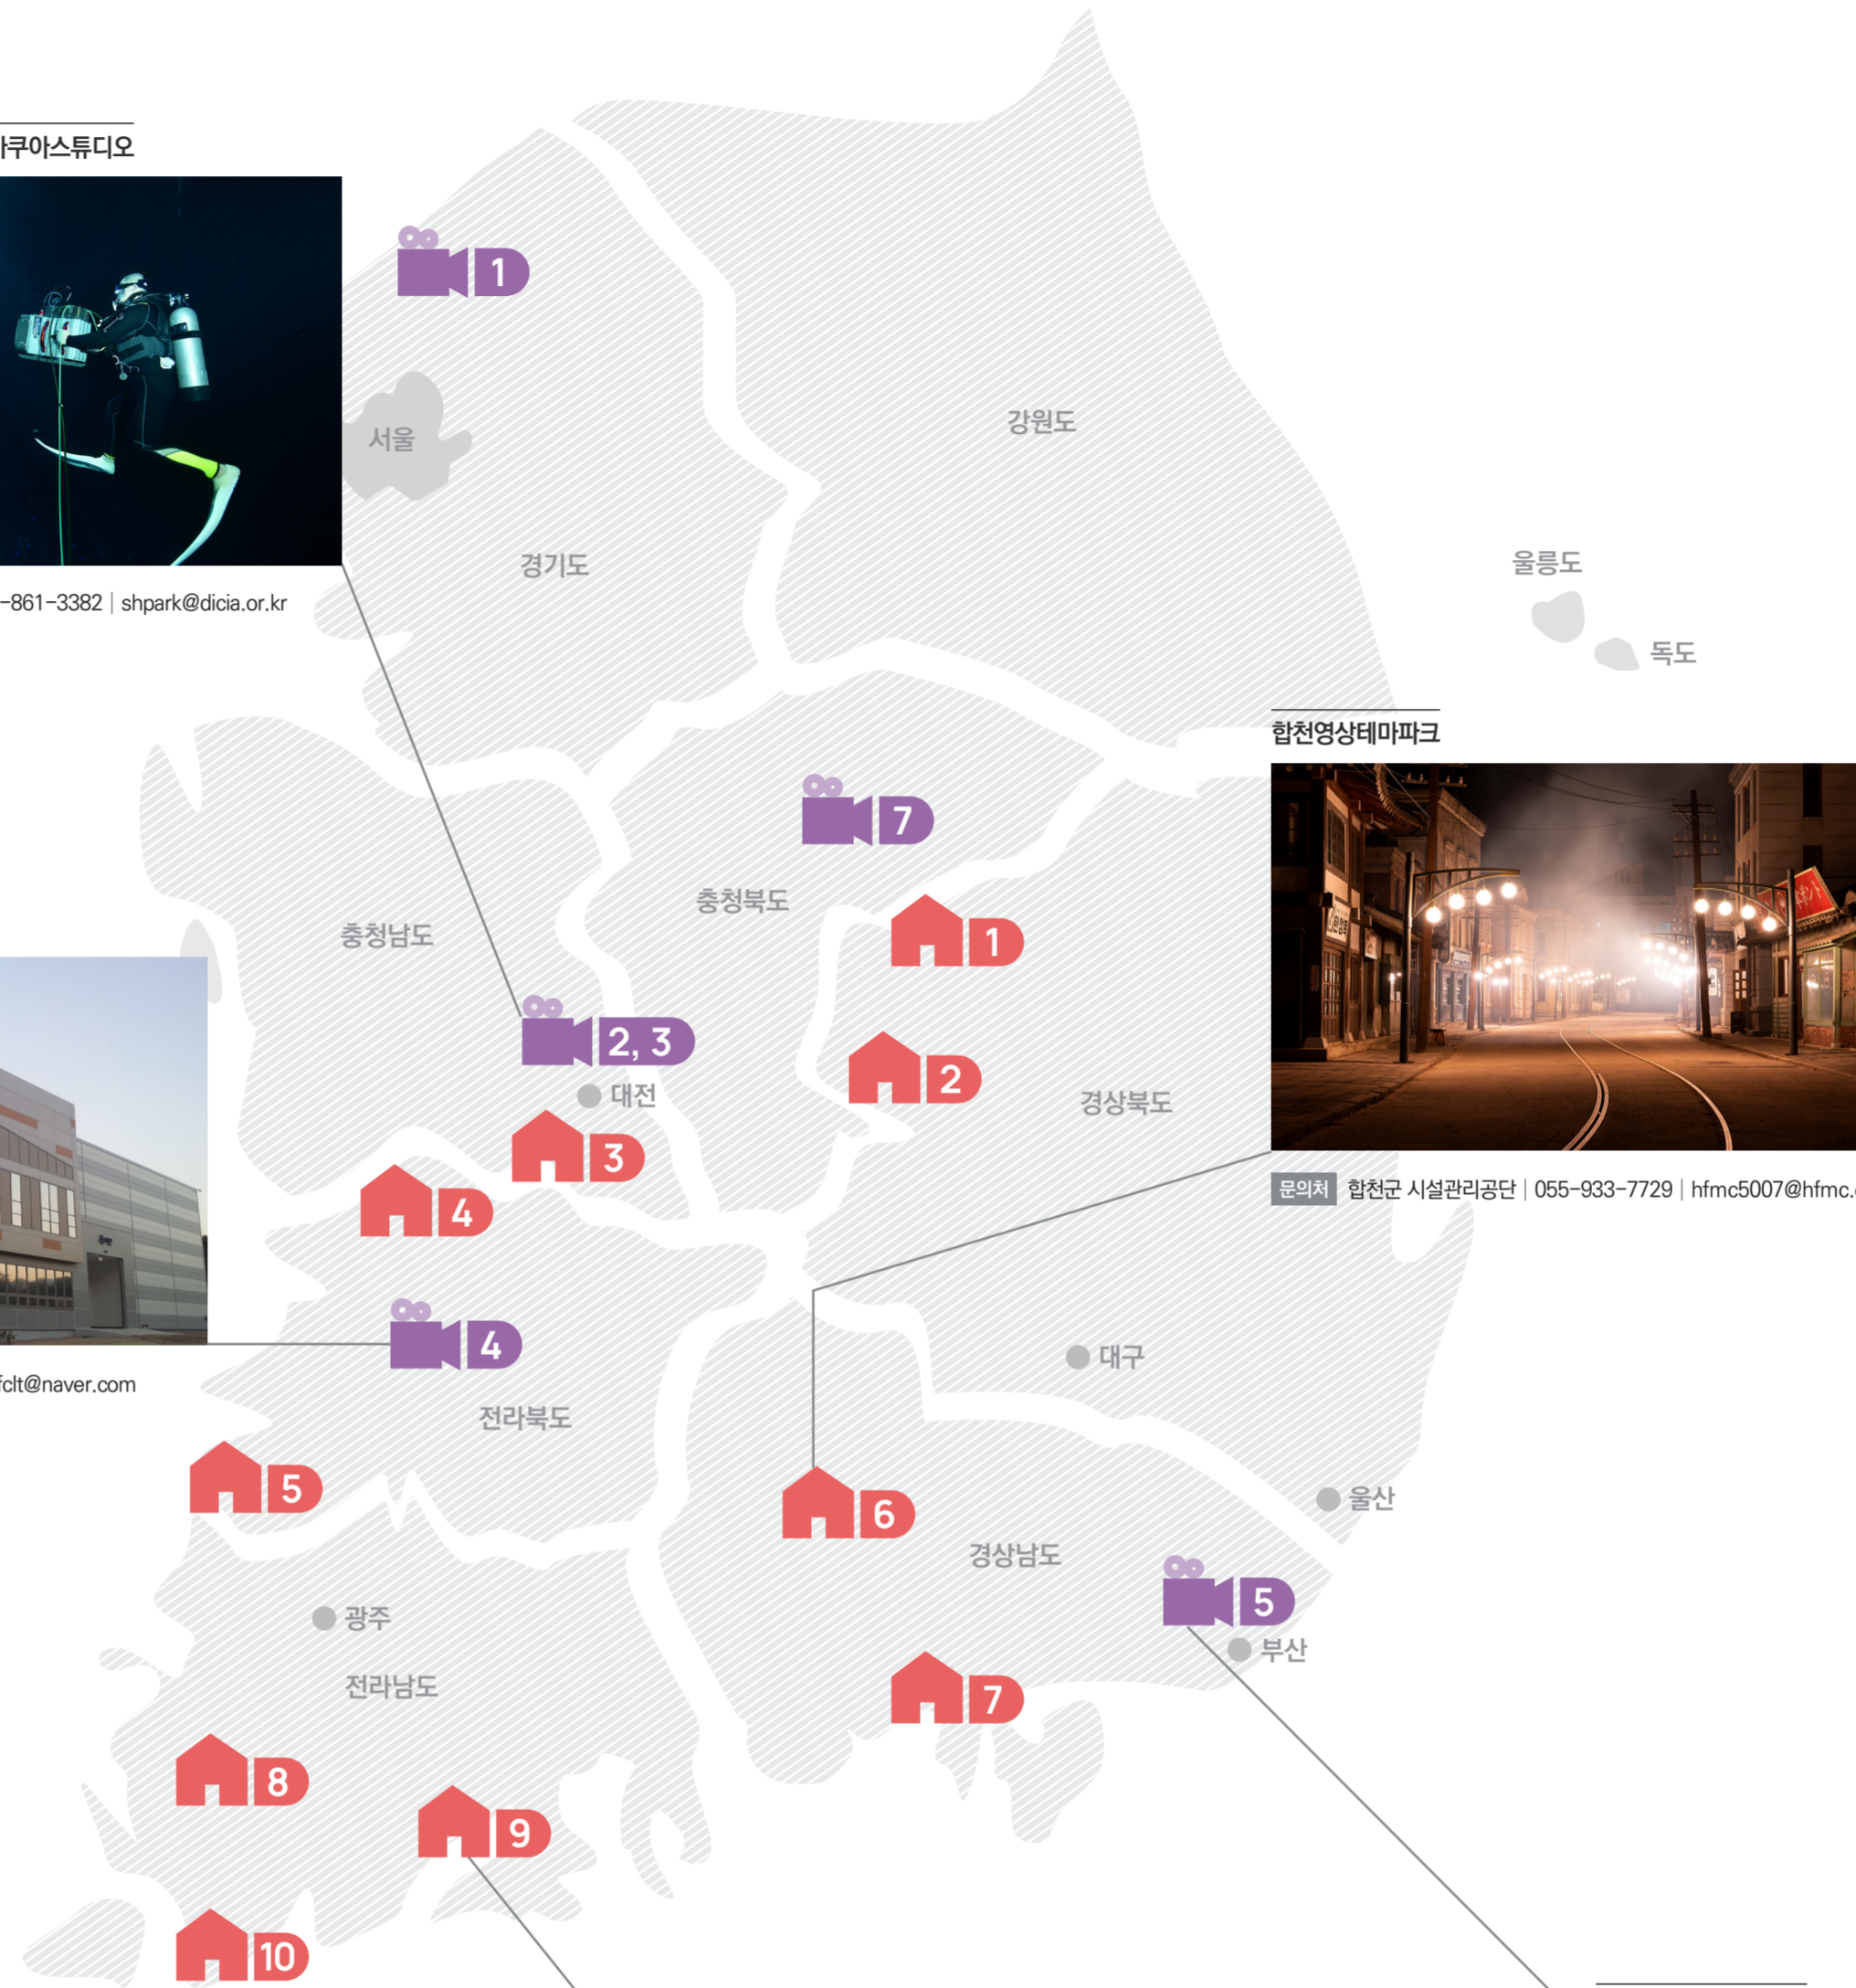 아쿠아스튜디오
1
서울
강원도
경기도
울릉도
-861-3382 | shpark@dicia.or.kr
독도
합천영상테마파크
7
충청북도
충청남도
1
2, 3
2
대전
경상북도
3
문의처 합천군 시설관리공단 | 055-933-7729 | hfmc5007@hfmc.
4
4
대구
fclt@naver.com
전라북도
5
울산
6
경상남도
5
광주
부산
전라남도
7
8
9
10